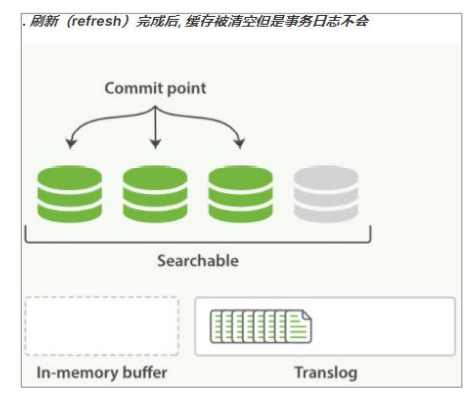 . 刷新（refresh）完成后, 缓存被清空但是事务日志不会
Commit point
Searchable
In-memory buffer
Translog